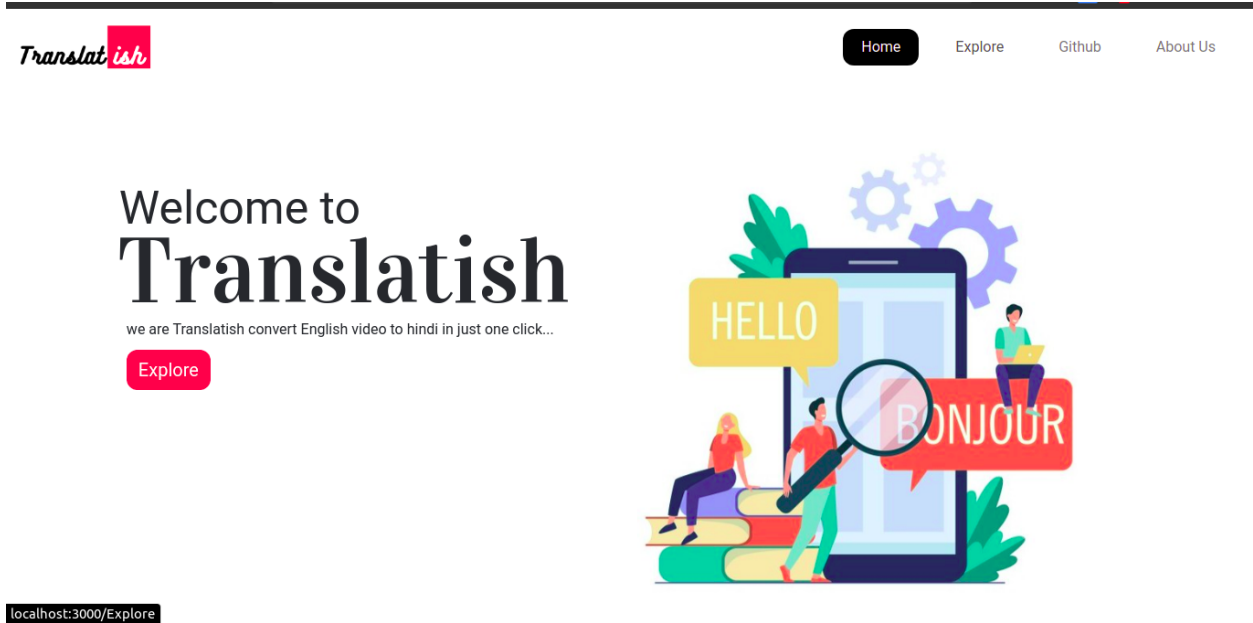 Translatish
Home
Explore
Github
About Us
Welcome to
Translatish
we are Translatish convert English video to hindi in just one click...
Explore
HELLO
BONJOUR
localhost:3000/Explore